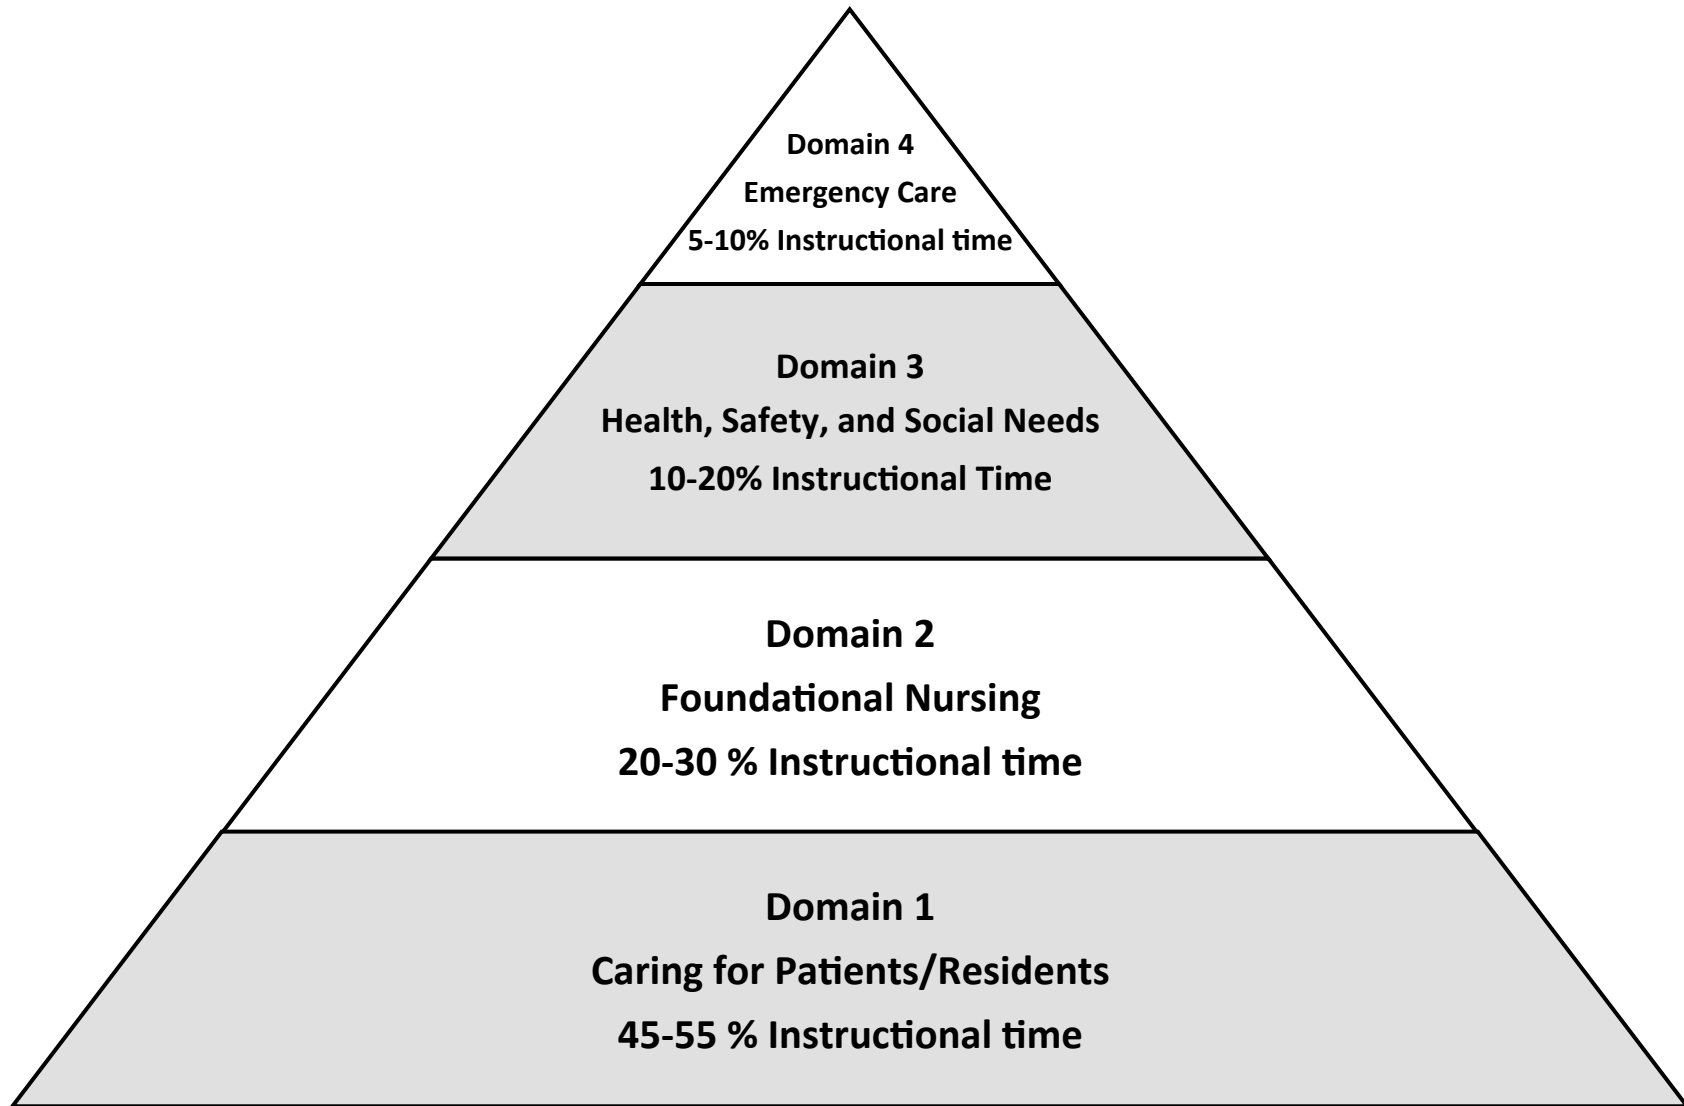 Domain 4
Emergency Care
5-10% Instructional time
Domain 3
Health, Safety, and Social Needs
10-20% Instructional Time
Domain 2
Foundational Nursing
20-30 % Instructional time
Domain 1
Caring for Patients/Residents
45-55 % Instructional time